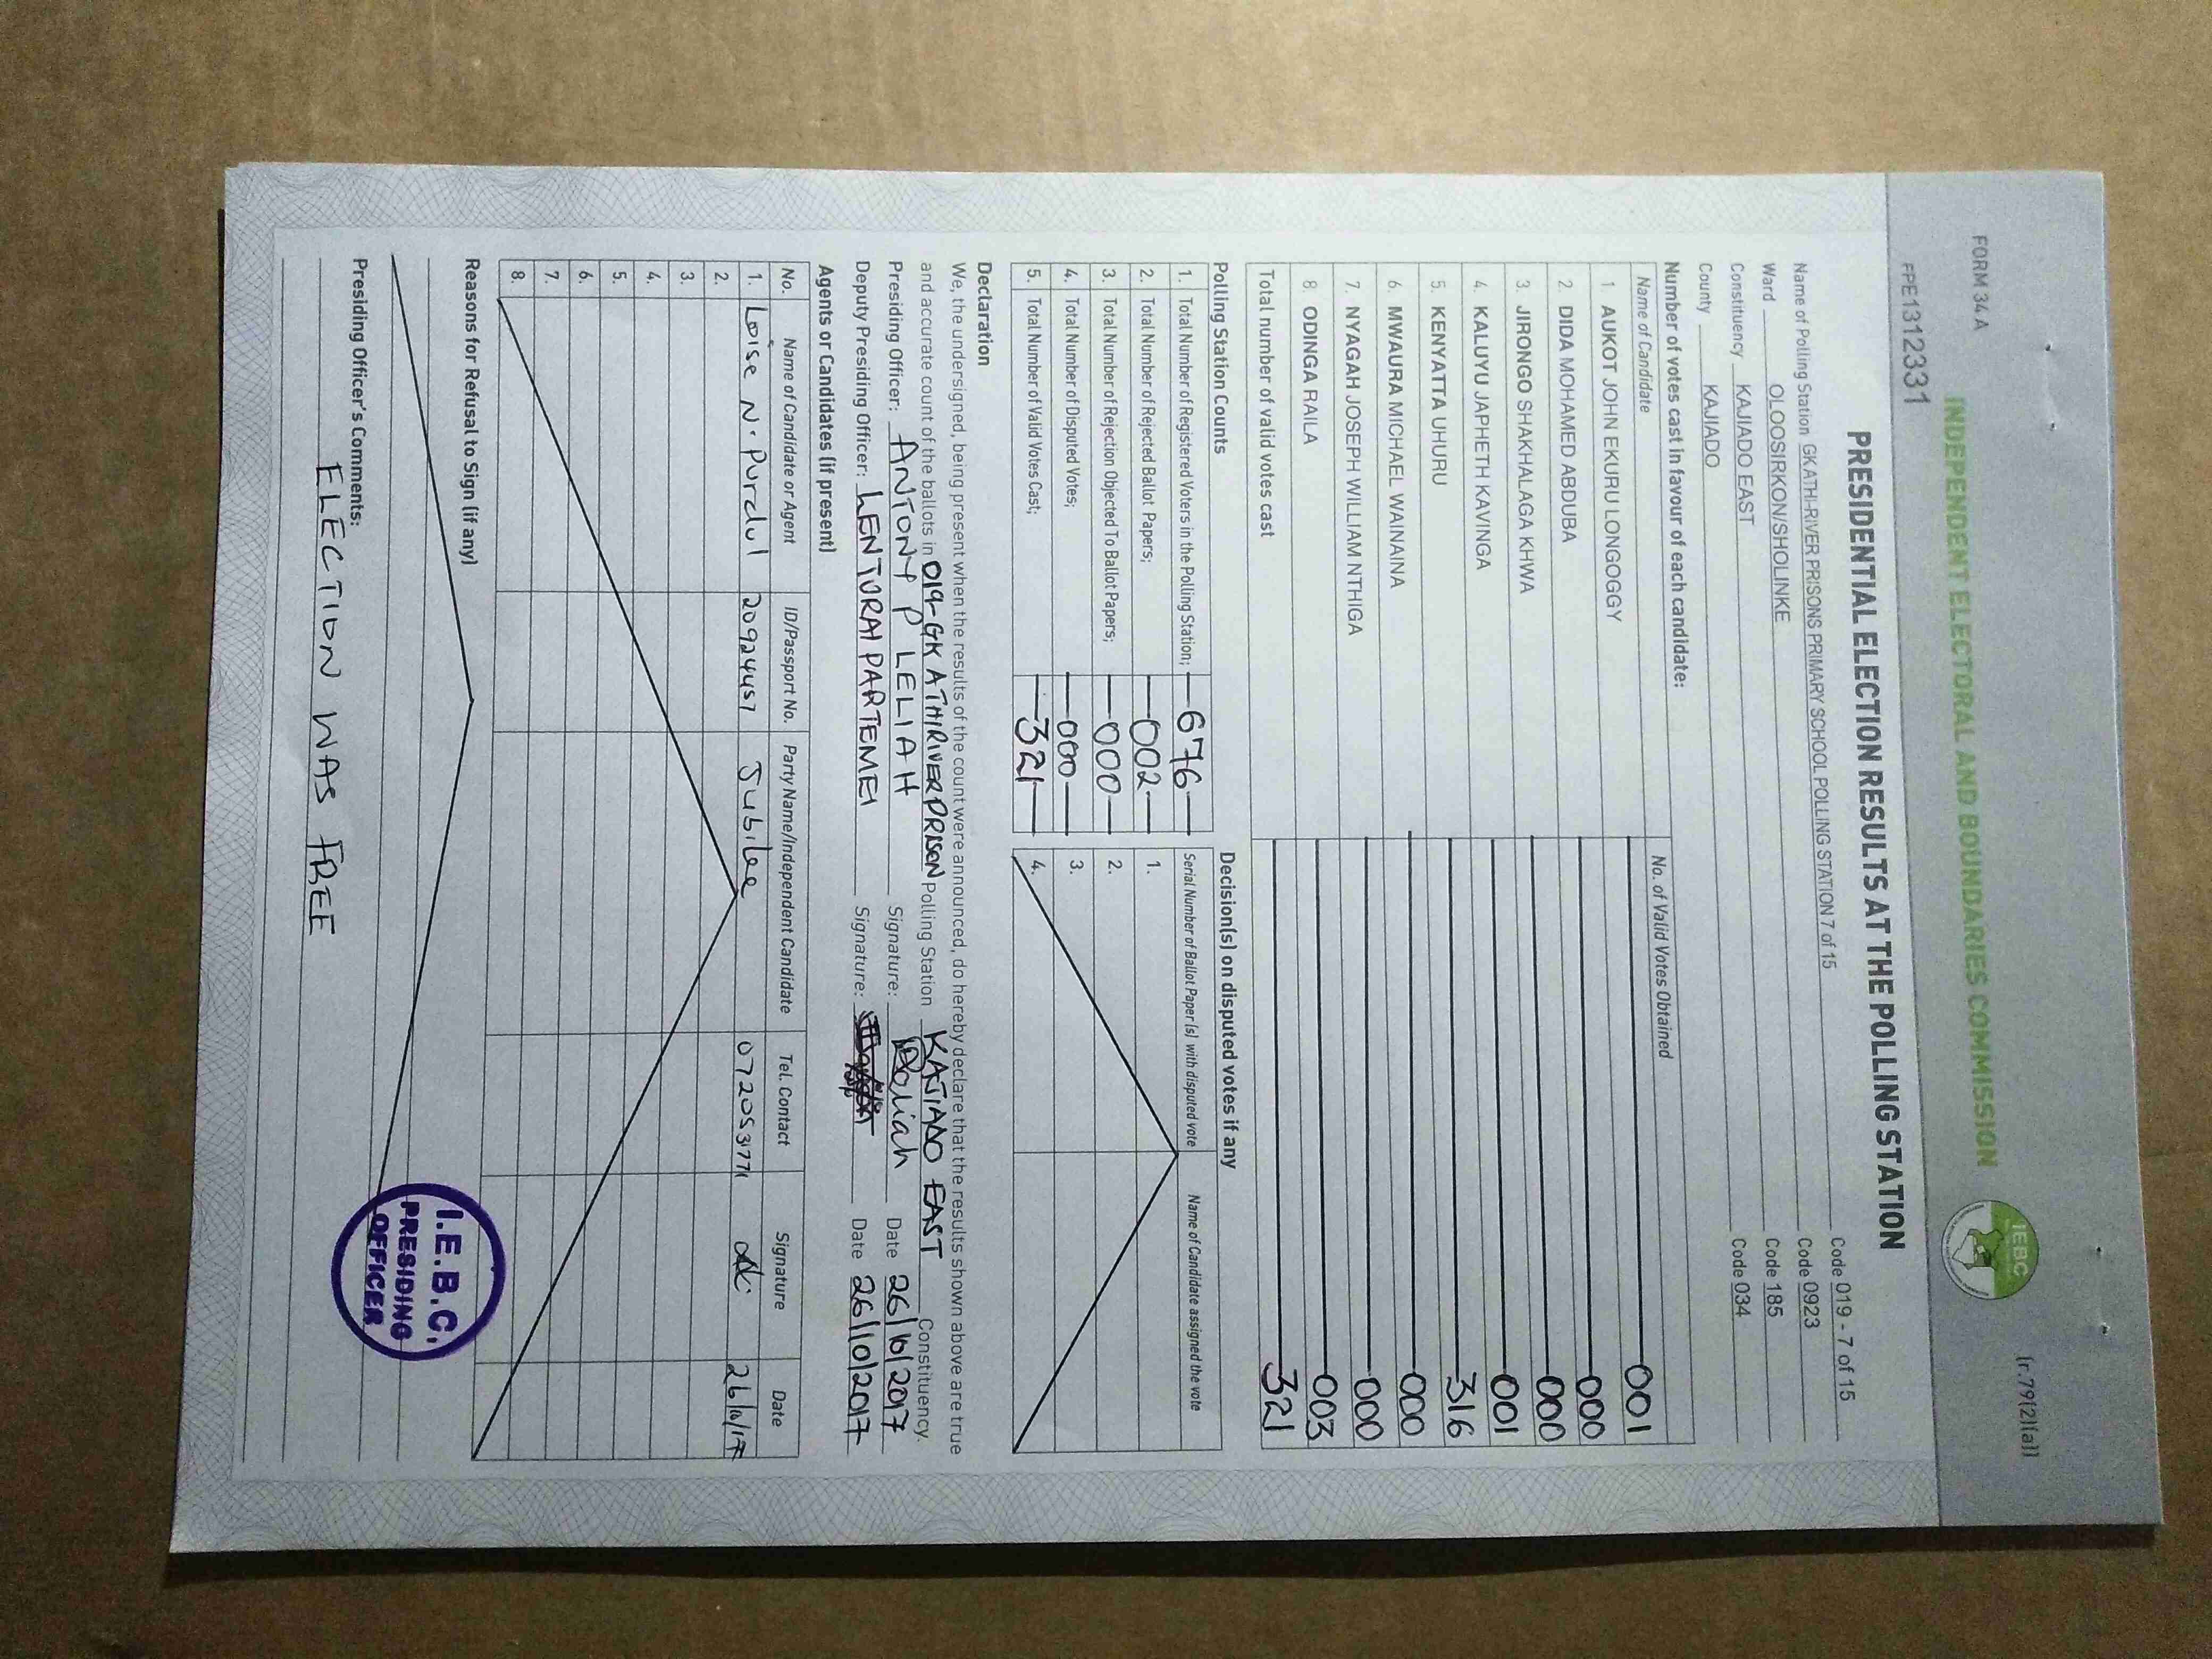 FORM 34 A
(r.79(2)(a))
INDEPENDENT ELECTORAL AND BOUNDARIES COMMISSION
IEBC
FPE1312331
PRESIDENTIAL ELECTION RESULTS AT THE POLLING STATION
Name of Polling Station GK ATHI-RIVER PRISONS PRIMARY SCHOOL POLLING STATION 7 of 15 Code 019 - 7 of 15
Ward OLOOSIRKON/SHOLINKE Code 0923
Constituency KAJIADO EAST Code 185
County KAJIADO Code 034
Number of votes cast in favour of each candidate:
Name of Candidate No. of Valid Votes Obtained
1 AUKOT JOHN EKURU LONGOGGY 001
2. DIDA MOHAMED ABDUBA 000
3. JIRONGO SHAKHALAGA KHWA 000
4. KALUYU JAPHETH KAVINGA 001
5. KENYATTA UHURU 316
6. MWAURA MICHAEL WAINAINA 000
7. NYAGAH JOSEPH WILLIAM NTHIGA 000
8. ODINGA RAILA 003
Total number of valid votes cast 321
Polling Station Counts
1. Total Number of Registered Voters in the Polling Station; 676
2. Total Number of Rejected Ballot Papers; 002
3. Total Number of Rejection Objected To Ballot Papers; 000
4. Total Number of Disputed Votes; 000
5. Total Number of Valid Votes Cast; 321
Decision(s) on disputed votes if any
Serial Number of Ballot Paper (s) with disputed vote Name of Candidate assigned the vote
1.
2.
3.
4.
Declaration
We, the undersigned, being present when the results of the count were announced, do hereby declare that the results shown above are true
and accurate count of the ballots in 019-GK ATHIRIVER PRISON Polling Station KAJIADO EAST Constituency.
Presiding Officer: ANTONY P LELIAH Signature: Date 26/10/2017
Deputy Presiding Officer: LENTURAI PARTEMEI Signature: Date 26/10/2017
Agents or Candidates (if present)
No. Name of Candidate or Agent ID/Passport No. Party Name/Independent Candidate Tel. Contact Signature Date
1. Loise N. Purdul 20924457 Jubilee 0720531771 26/10/17
2.
3.
4.
5.
6.
7.
8.
Reasons for Refusal to Sign (if any)
Presiding Officer's Comments:
ELECTION WAS FREE
I.E.B.C.
PRESIDING
OFFICER